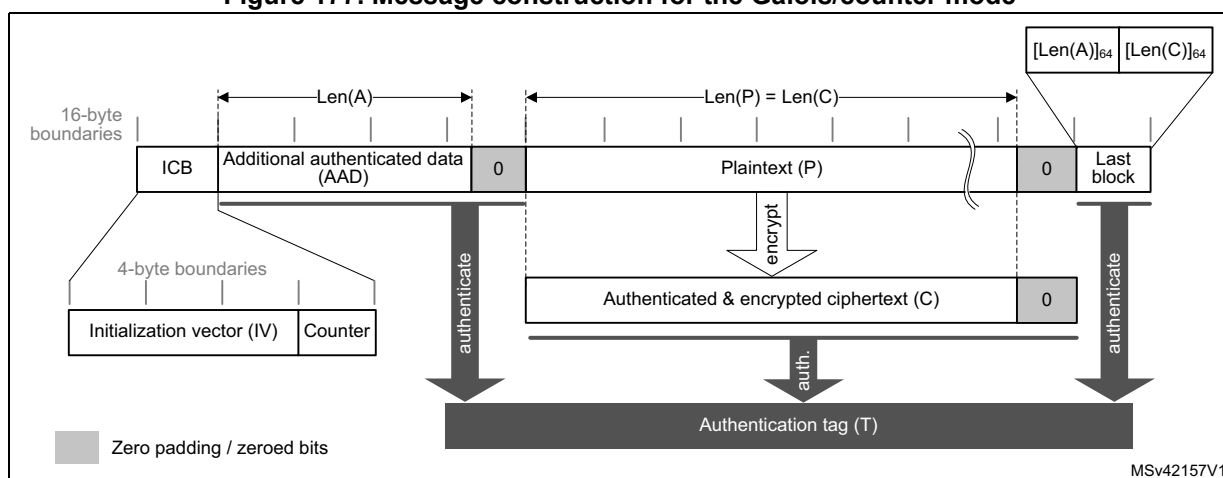 Figure 177. Message construction for the Galois/counter mode
[Len(A)]64 [Len(C)]64
Len(A)
Len(P) = Len(C)
16-byte
boundaries
ICB
Additional authenticated data
(AAD)
0
Plaintext (P)
0
Last
block
encrypt
4-byte boundaries
Initialization vector (IV)
Counter
authenticate
Authenticated & encrypted ciphertext (C)
0
auth.
authenticate
Authentication tag (T)
Zero padding / zeroed bits
MSv42157V1